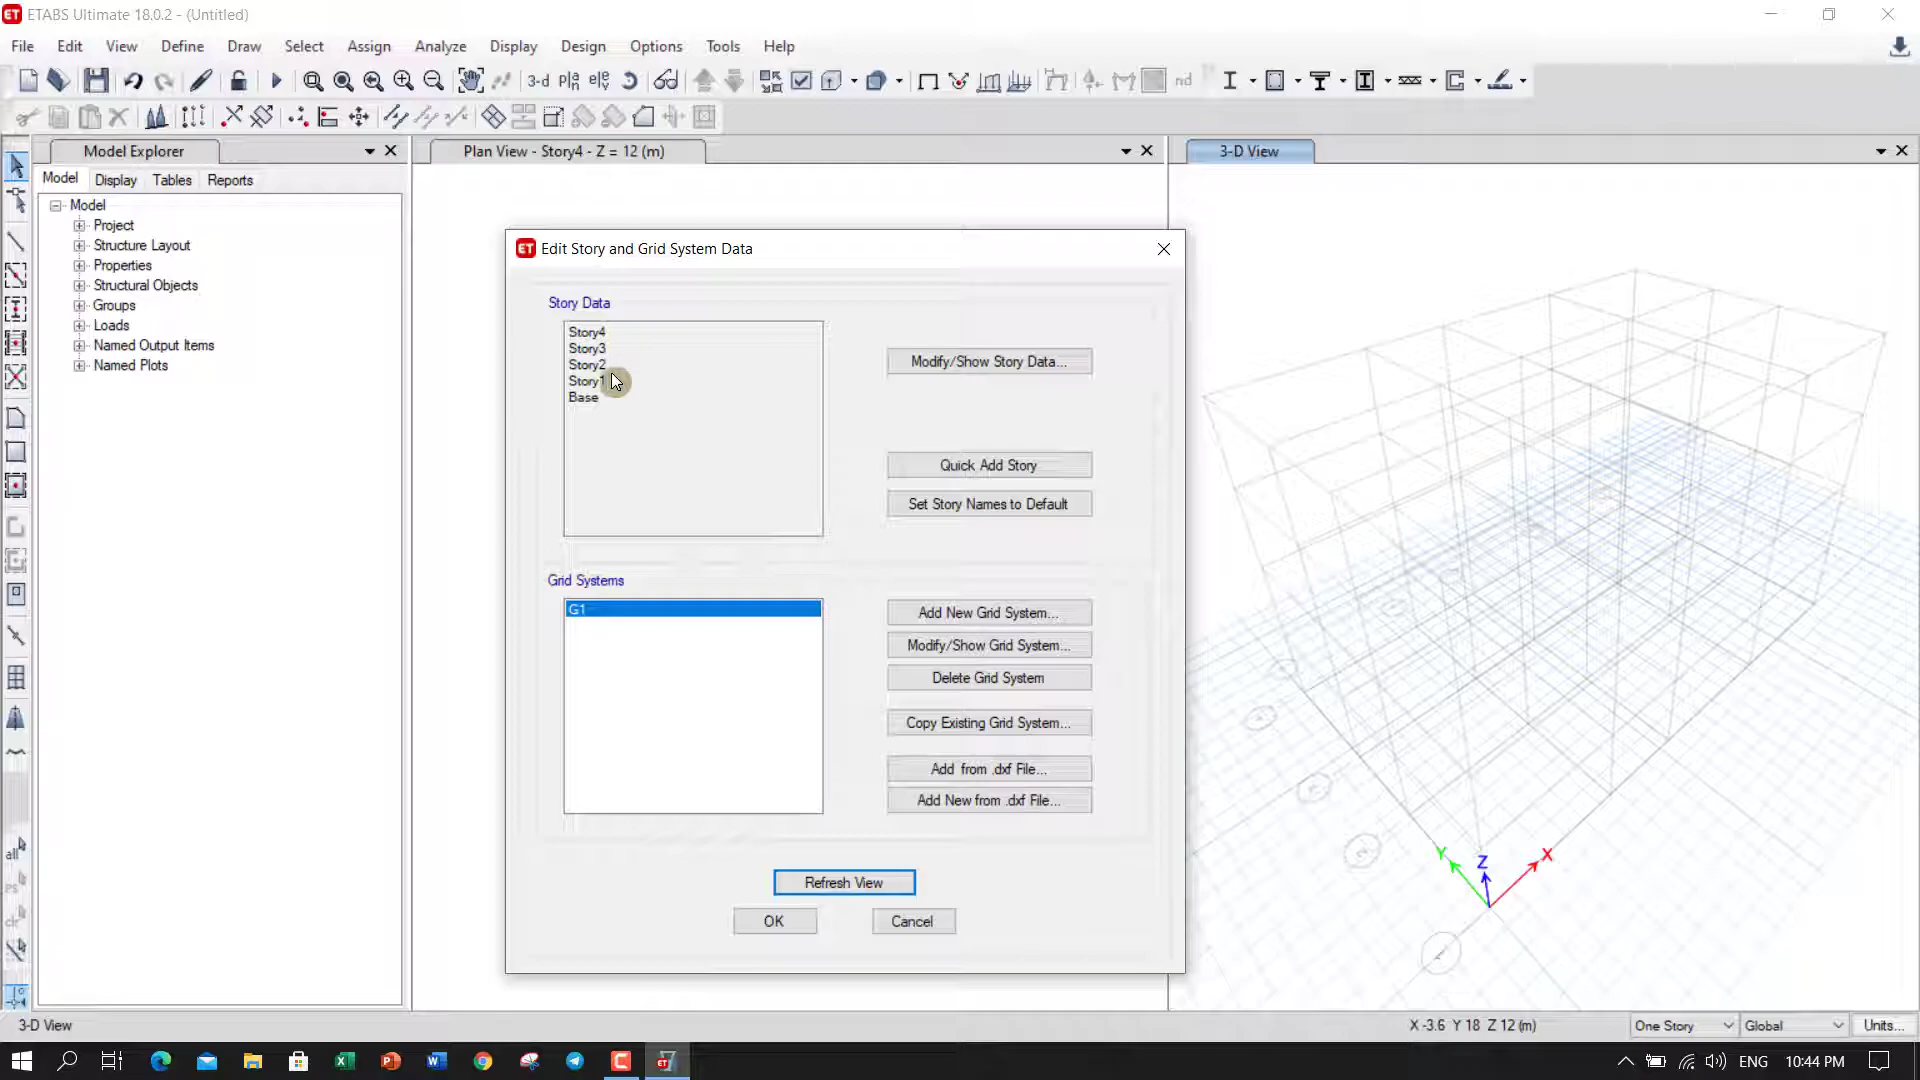 ETABS Ultimate 18.0.2 - (Untitled)
File Edit View Define Draw Select Assign Analyze Display Design Options Tools Help
3-d
nd
Model Explorer
Plan View - Story4 - Z = 12 (m)
3-D View
Model Display Tables Reports
Model
Project
Structure Layout
Properties
Structural Objects
Groups
Loads
Named Output Items
Named Plots
Edit Story and Grid System Data
Story Data
Story4
Story3
Story2
Story1
Base
Modify/Show Story Data...
Quick Add Story
Set Story Names to Default
Grid Systems
G1
Add New Grid System...
Modify/Show Grid System...
Delete Grid System
Copy Existing Grid System...
Add from .dxf File...
Add New from .dxf File...
Refresh View
OK Cancel
Y Z X
all
ps
clr
3-D View
X -3.6 Y 18 Z 12 (m)
One Story
Global
Units...
ENG
10:44 PM